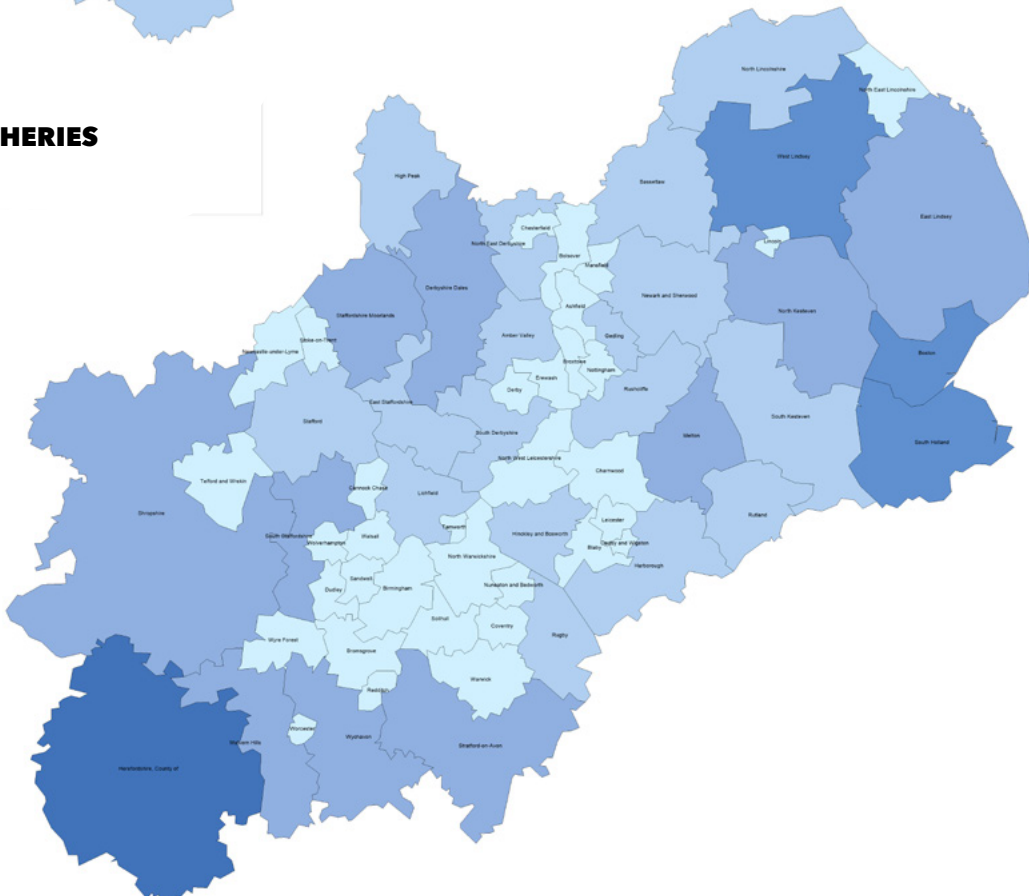 HERIES
North Lincolnshire
North East Lincolnshire
West Lindsey
High Peak
Bassetlaw
East Lindsey
Chesterfield
Lincoln
North East Derbyshire
Bolsover
Mansfield
Derbyshire Dales
Newark and Sherwood
Ashfield
North Kesteven
Staffordshire Moorlands
Amber Valley
Gedling
Stoke-on-Trent
Newcastle-under-Lyme
Boston
Broxtowe
Nottingham
Erewash
Derby
Rushcliffe
East Staffordshire
South Kesteven
Stafford
South Derbyshire
Melton
South Holland
North West Leicestershire
Charnwood
Telford and Wrekin
Cannock Chase
Lichfield
Shropshire
Rutland
Leicester
Tamworth
South Staffordshire
Walsall
Hinckley and Bosworth
Wolverhampton
Oadby and Wigston
Blaby
North Warwickshire
Harborough
Sandwell
Nuneaton and Bedworth
Dudley
Birmingham
Solihull
Coventry
Rugby
Wyre Forest
Bromsgrove
Warwick
Redditch
Worcester
Wychavon
Malvern Hills
Stratford-on-Avon
Herefordshire, County of